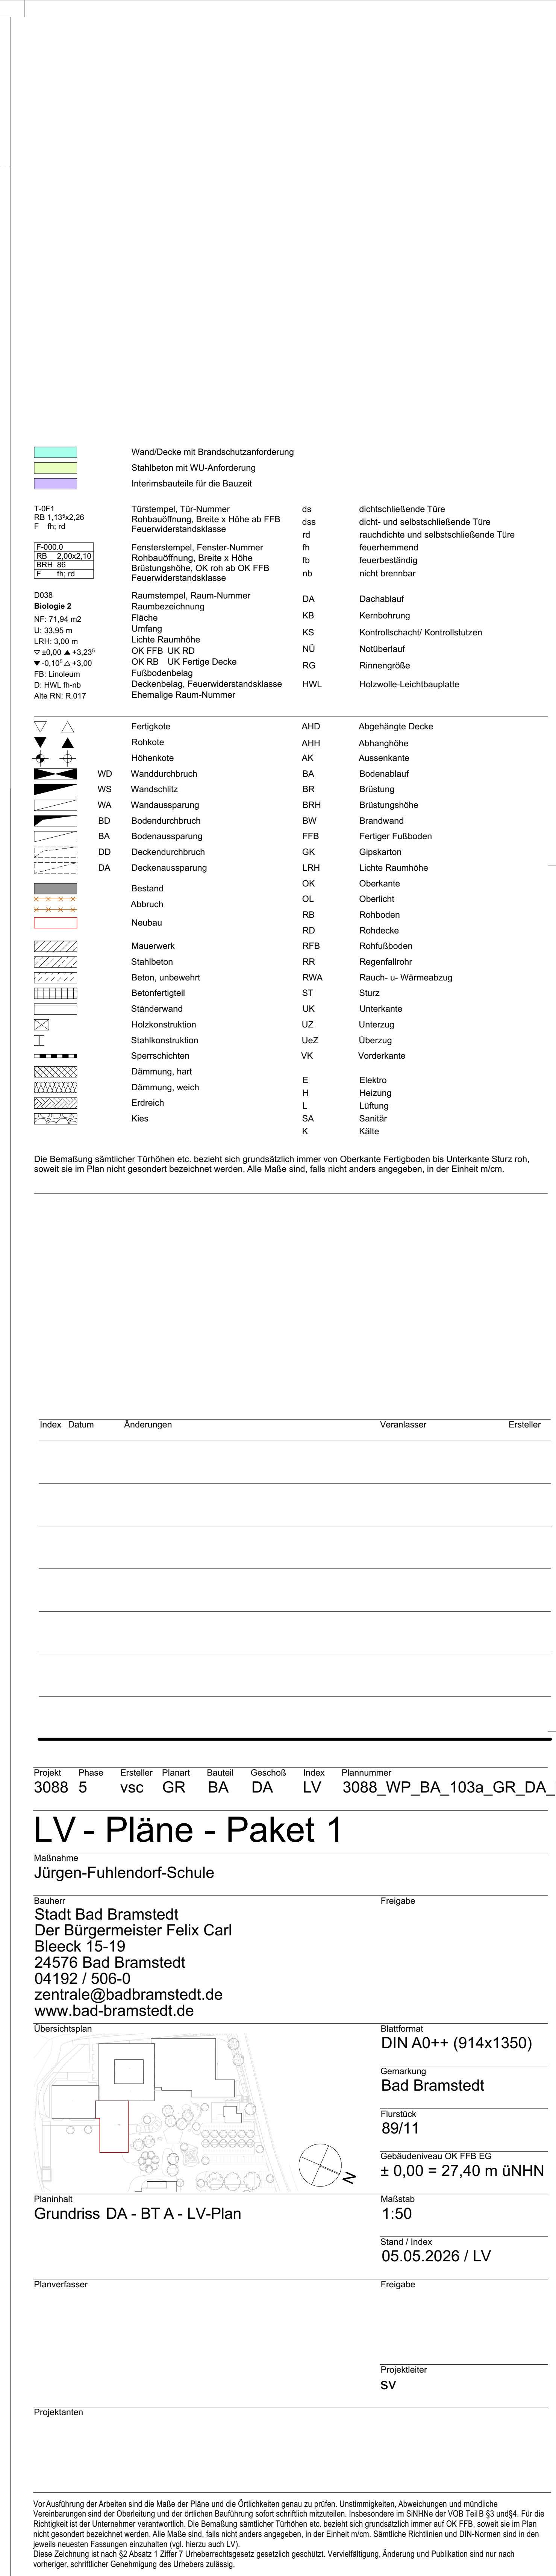 Wand/Decke mit Brandschutzanforderung
Stahlbeton mit WU-Anforderung
Interimsbauteile für die Bauzeit
T-0F1 Türstempel, Tür-Nummer
RB 1,13⁵x2,26 Rohbauöffnung, Breite x Höhe ab FFB
F fh; rd Feuerwiderstandsklasse
F-000.0 Fensterstempel, Fenster-Nummer
RB 2,00x2,10 Rohbauöffnung, Breite x Höhe
BRH 86 Brüstungshöhe, OK roh ab OK FFB
F fh; rd Feuerwiderstandsklasse
D038 Raumstempel, Raum-Nummer
Biologie 2 Raumbezeichnung
NF: 71,94 m2 Fläche
U: 33,95 m Umfang
LRH: 3,00 m Lichte Raumhöhe
▽ ±0,00 ▲ +3,23⁵ OK FFB UK RD
▼ -0,10⁵ △ +3,00 OK RB UK Fertige Decke
FB: Linoleum Fußbodenbelag
D: HWL fh-nb Deckenbelag, Feuerwiderstandsklasse
Alte RN: R.017 Ehemalige Raum-Nummer
ds dichtschließende Türe
dss dicht- und selbstschließende Türe
rd rauchdichte und selbstschließende Türe
fh feuerhemmend
fb feuerbeständig
nb nicht brennbar
DA Dachablauf
KB Kernbohrung
KS Kontrollschacht/ Kontrollstutzen
NÜ Notüberlauf
RG Rinnengröße
HWL Holzwolle-Leichtbauplatte
Fertigkote
Rohkote
Höhenkote
WD Wanddurchbruch
WS Wandschlitz
WA Wandaussparung
BD Bodendurchbruch
BA Bodenaussparung
DD Deckendurchbruch
DA Deckenaussparung
Bestand
Abbruch
Neubau
Mauerwerk
Stahlbeton
Beton, unbewehrt
Betonfertigteil
Ständerwand
Holzkonstruktion
Stahlkonstruktion
Sperrschichten
Dämmung, hart
Dämmung, weich
Erdreich
Kies
AHD Abgehängte Decke
AHH Abhanghöhe
AK Aussenkante
BA Bodenablauf
BR Brüstung
BRH Brüstungshöhe
BW Brandwand
FFB Fertiger Fußboden
GK Gipskarton
LRH Lichte Raumhöhe
OK Oberkante
OL Oberlicht
RB Rohboden
RD Rohdecke
RFB Rohfußboden
RR Regenfallrohr
RWA Rauch- u- Wärmeabzug
ST Sturz
UK Unterkante
UZ Unterzug
UeZ Überzug
VK Vorderkante
E Elektro
H Heizung
L Lüftung
SA Sanitär
K Kälte
Die Bemaßung sämtlicher Türhöhen etc. bezieht sich grundsätzlich immer von Oberkante Fertigboden bis Unterkante Sturz roh,
soweit sie im Plan nicht gesondert bezeichnet werden. Alle Maße sind, falls nicht anders angegeben, in der Einheit m/cm.
Index Datum Änderungen Veranlasser Ersteller
Projekt Phase Ersteller Planart Bauteil Geschoß Index Plannummer
3088 5 vsc GR BA DA LV 3088_WP_BA_103a_GR_DA_
LV - Pläne - Paket 1
Maßnahme
Jürgen-Fuhlendorf-Schule
Bauherr Freigabe
Stadt Bad Bramstedt
Der Bürgermeister Felix Carl
Bleeck 15-19
24576 Bad Bramstedt
04192 / 506-0
zentrale@badbramstedt.de
www.bad-bramstedt.de
Übersichtsplan
N
Blattformat
DIN A0++ (914x1350)
Gemarkung
Bad Bramstedt
Flurstück
89/11
Gebäudeniveau OK FFB EG
± 0,00 = 27,40 m üNHN
Planinhalt Maßstab
Grundriss DA - BT A - LV-Plan 1:50
Stand / Index
05.05.2026 / LV
Planverfasser Freigabe
Projektleiter
sv
Projektanten
Vor Ausführung der Arbeiten sind die Maße der Pläne und die Örtlichkeiten genau zu prüfen. Unstimmigkeiten, Abweichungen und mündliche
Vereinbarungen sind der Oberleitung und der örtlichen Bauführung sofort schriftlich mitzuteilen. Insbesondere im SiNHNe der VOB Teil B §3 und§4. Für die
Richtigkeit ist der Unternehmer verantwortlich. Die Bemaßung sämtlicher Türhöhen etc. bezieht sich grundsätzlich immer auf OK FFB, soweit sie im Plan
nicht gesondert bezeichnet werden. Alle Maße sind, falls nicht anders angegeben, in der Einheit m/cm. Sämtliche Richtlinien und DIN-Normen sind in den
jeweils neuesten Fassungen einzuhalten (vgl. hierzu auch LV).
Diese Zeichnung ist nach §2 Absatz 1 Ziffer 7 Urheberrechtsgesetz gesetzlich geschützt. Vervielfältigung, Änderung und Publikation sind nur nach
vorheriger, schriftlicher Genehmigung des Urhebers zulässig.